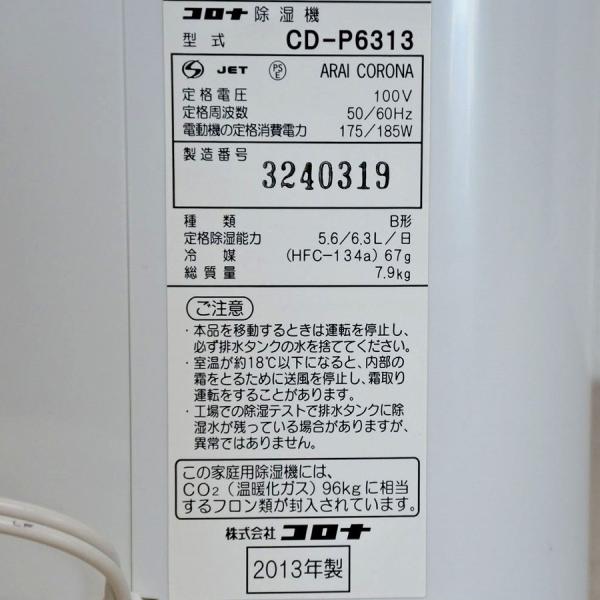 コロナ 除湿機
型式 CD-P6313
S JET PS E ARAI CORONA
定格電圧 100V
定格周波数 50/60Hz
電動機の定格消費電力 175/185W
製造番号 3240319
種類 B形
定格除湿能力 5.6/6.3L/日
冷媒 (HFC-134a) 67g
総質量 7.9kg
ご注意
・本品を移動するときは運転を停止し、
必ず排水タンクの水を捨ててください。
・室温が約18℃以下になると、内部の
霜をとるために送風を停止し、霜取り
運転をすることがあります。
・工場での除湿テストで排水タンクに除
湿水が残っている場合がありますが、
異常ではありません。
この家庭用除湿機には、
CO2（温暖化ガス）96kgに相当
するフロン類が封入されています。
株式会社 コロナ
2013年製